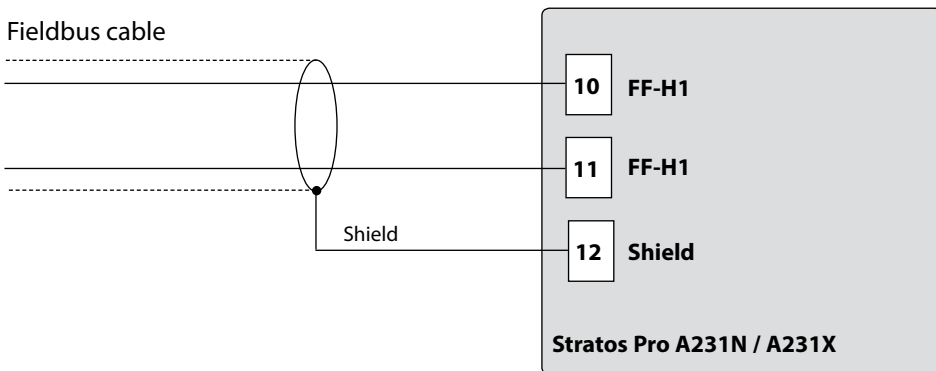 Fieldbus cable
10 FF-H1
11 FF-H1
Shield
12 Shield
Stratos Pro A231N / A231X